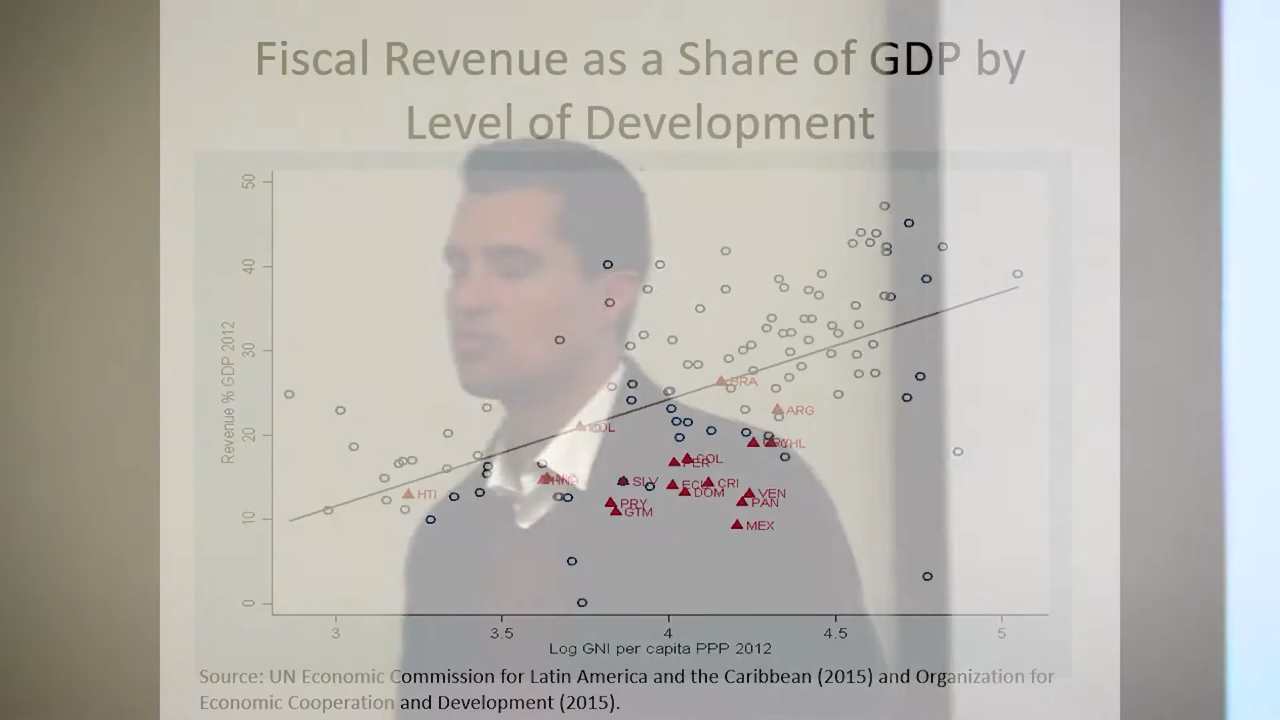 Fiscal Revenue as a Share of GDP by
Level of Development
50
40
30
20
10
0
Revenue % GDP 2012
BRA
ARG
CHL
COL
PER
SLV
ECU
CRI
DOM
VEN
PAN
PRY
GTM
MEX
HTI
3
3.5
4
4.5
5
Log GNI per capita PPP 2012
Source: UN Economic Commission for Latin America and the Caribbean (2015) and Organization for
Economic Cooperation and Development (2015).